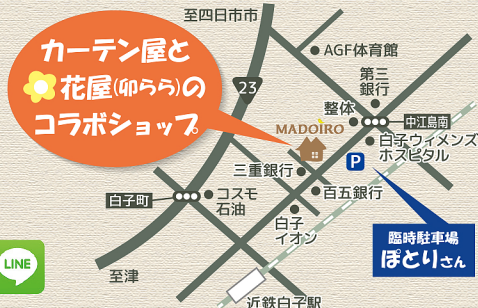 至四日市市
カーテン屋と
花屋(卯らら)の
コラボショップ
AGF体育館
23
第三
銀行
整体
中江島南
MADOIRO
白子ウィメンズ
ホスピタル
三重銀行
P
百五銀行
白子町
コスモ
石油
白子
イオン
臨時駐車場
ぽとりさん
LINE
至津
近鉄白子駅